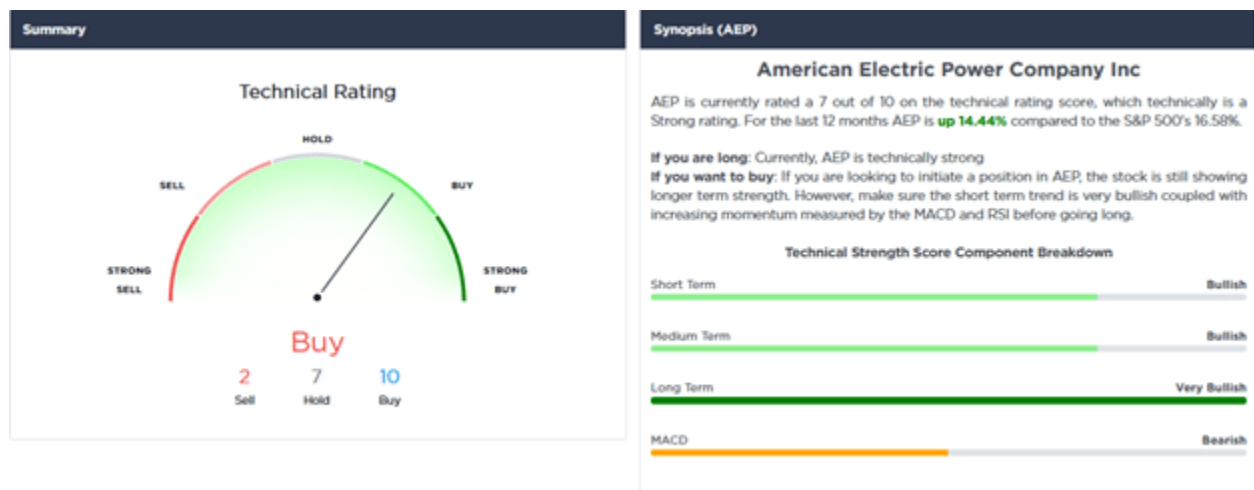 Summary
Technical Rating
HOLD
SELL
BUY
STRONG
SELL
STRONG
BUY
Buy
2 7 10
Sell Hold Buy
Synopsis (AEP)
American Electric Power Company Inc
AEP is currently rated a 7 out of 10 on the technical rating score, which technically is a
Strong rating. For the last 12 months AEP is up 14.44% compared to the S&P 500's 16.58%.
If you are long: Currently, AEP is technically strong
If you want to buy: If you are looking to initiate a position in AEP, the stock is still showing
longer term strength. However, make sure the short term trend is very bullish coupled with
increasing momentum measured by the MACD and RSI before going long.
Technical Strength Score Component Breakdown
Short Term Bullish
Medium Term Bullish
Long Term Very Bullish
MACD Bearish